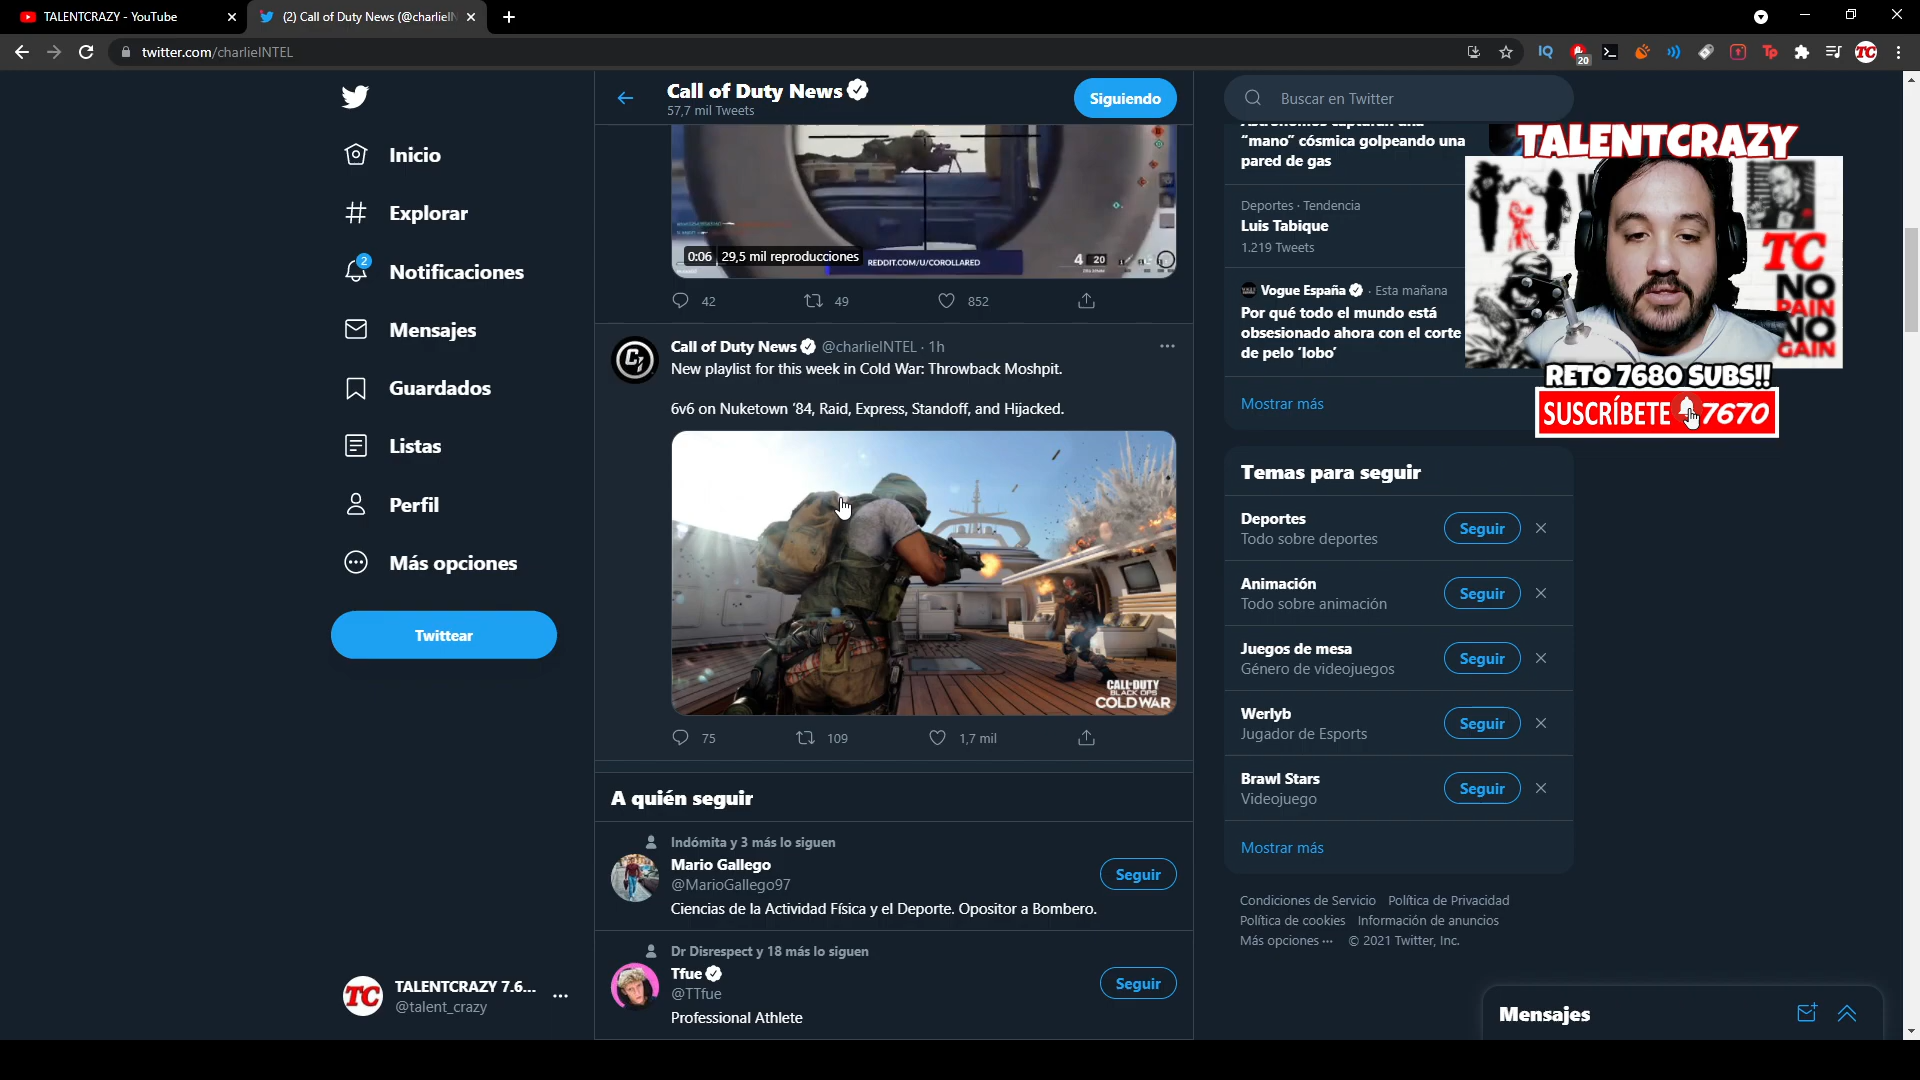 TALENTCRAZY - YouTube
(2) Call of Duty News (@charlieIN
twitter.com/charlieINTEL
20
TC
Inicio
Explorar
2
Notificaciones
Mensajes
Guardados
Listas
Perfil
Más opciones
Twittear
TC
TALENTCRAZY 7.6...
@talent_crazy
Call of Duty News
57,7 mil Tweets
Siguiendo
0:06
29,5 mil reproducciones
REDDIT.COM/U/COROLLARED
4 20
42
49
852
Call of Duty News @charlieINTEL · 1h
New playlist for this week in Cold War: Throwback Moshpit.
6v6 on Nuketown ’84, Raid, Express, Standoff, and Hijacked.
CALL·DUTY
BLACK OPS
COLD WAR
75
109
1,7 mil
A quién seguir
Indómita y 3 más lo siguen
Mario Gallego
@MarioGallego97
Ciencias de la Actividad Física y el Deporte. Opositor a Bombero.
Seguir
Dr Disrespect y 18 más lo siguen
Tfue
@TTfue
Professional Athlete
Seguir
Buscar en Twitter
“mano” cósmica golpeando una
pared de gas
Deportes · Tendencia
Luis Tabique
1.219 Tweets
Vogue España · Esta mañana
Por qué todo el mundo está
obsesionado ahora con el corte
de pelo ‘lobo’
Mostrar más
TALENTCRAZY
TC
NO
PAIN
NO
GAIN
RETO 7680 SUBS!!
SUSCRÍBETE 7670
Temas para seguir
Deportes
Todo sobre deportes
Seguir
Animación
Todo sobre animación
Seguir
Juegos de mesa
Género de videojuegos
Seguir
Werlyb
Jugador de Esports
Seguir
Brawl Stars
Videojuego
Seguir
Mostrar más
Condiciones de Servicio Política de Privacidad
Política de cookies Información de anuncios
Más opciones ··· © 2021 Twitter, Inc.
Mensajes